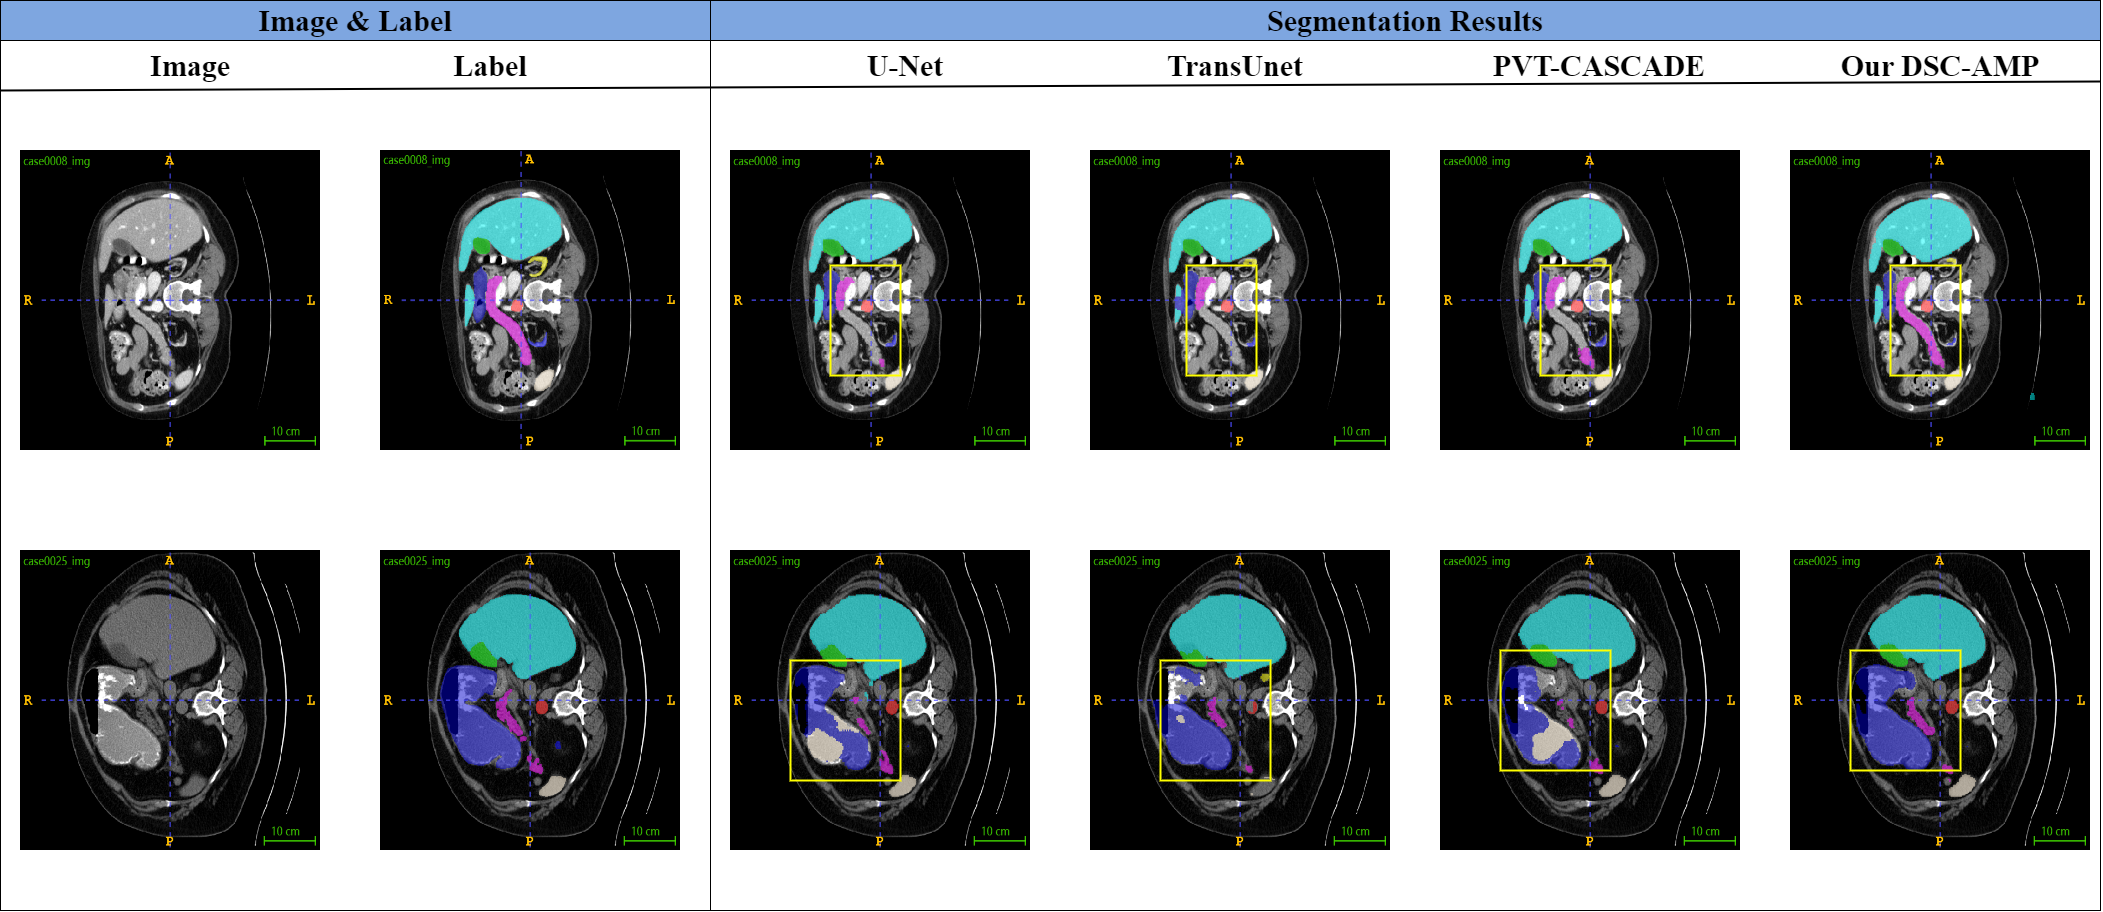 Image & Label
Segmentation Results
Image
Label
U-Net
TransUnet
PVT-CASCADE
Our DSC-AMP
case0008_img
A
R
L
10 cm
P
case0008_img
A
R
L
10 cm
P
case0008_img
A
R
L
10 cm
P
case0008_img
A
R
L
10 cm
P
case0008_img
A
R
L
10 cm
P
case0008_img
A
R
L
10 cm
P
case0025_img
A
R
L
10 cm
P
case0025_img
A
R
L
10 cm
P
case0025_img
A
R
L
10 cm
P
case0025_img
A
R
L
10 cm
P
case0025_img
A
R
L
10 cm
P
case0025_img
A
R
L
10 cm
P